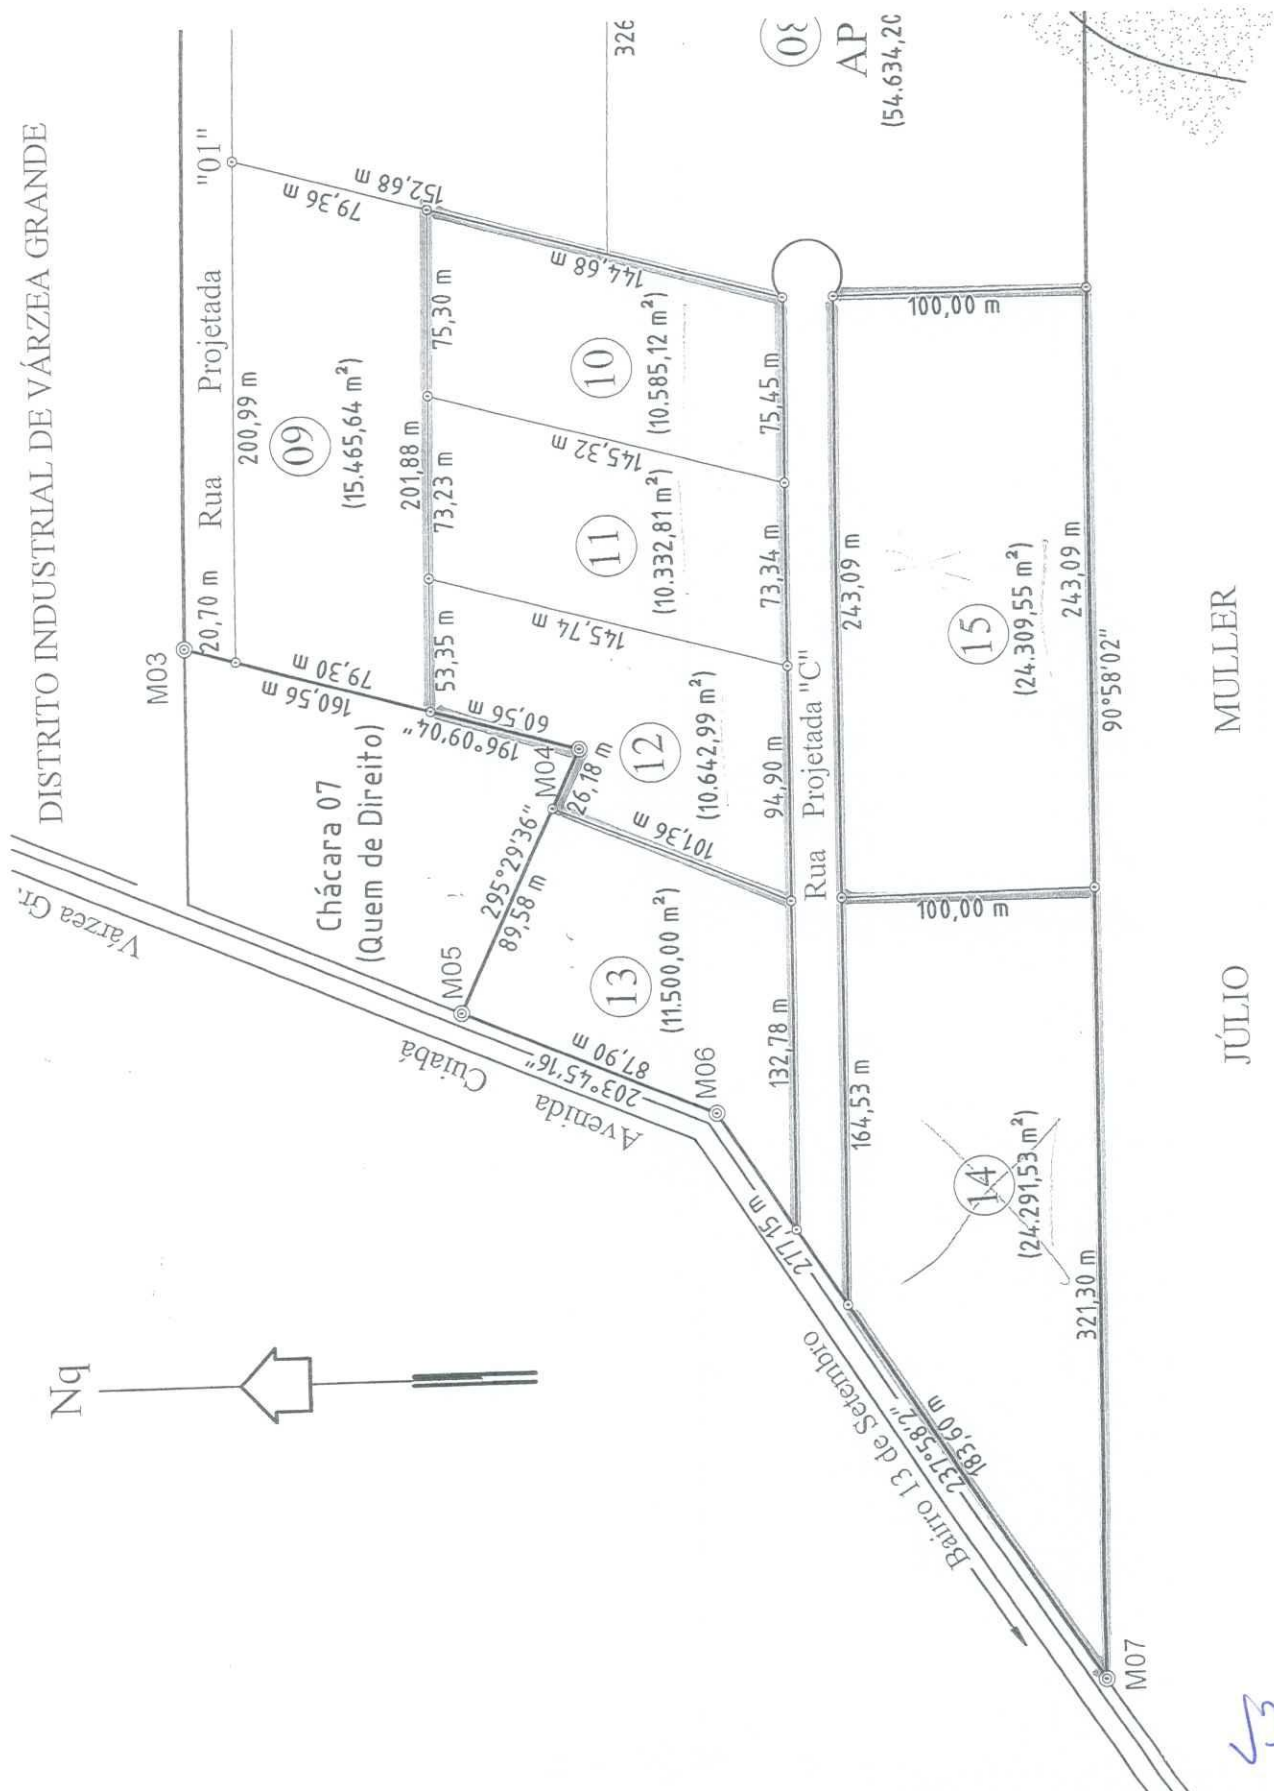 DISTRITO INDUSTRIAL DE VÁRZEA GRANDE
Nq
Várzea Gr.
Cuiabá
Avenida
203°45'16"
87,90 m
M03
20,70 m
Rua Projetada "01"
200,99 m
09
(15.465,64 m²)
79,36 m
152,68 m
79,30 m
160,56 m
196°09'04"
Chácara 07
(Quem de Direito)
M05
295°29'36"
89,58 m
M04
26,18 m
60,56 m
201,88 m
53,35 m
73,23 m
75,30 m
144,68 m
145,32 m
145,74 m
101,36 m
10
(10.585,12 m²)
11
(10.332,81 m²)
12
(10.642,99 m²)
13
(11.500,00 m²)
M06
132,78 m
94,90 m
73,34 m
75,45 m
Rua Projetada "C"
326
08
AP
(54.634,20
277,15 m
Bairro 13 de Setembro
237°58'2"
183,60 m
164,53 m
243,09 m
100,00 m
100,00 m
14
(24.291,53 m²)
15
(24.309,55 m²)
321,30 m
243,09 m
90°58'02"
M07
JÚLIO MULLER